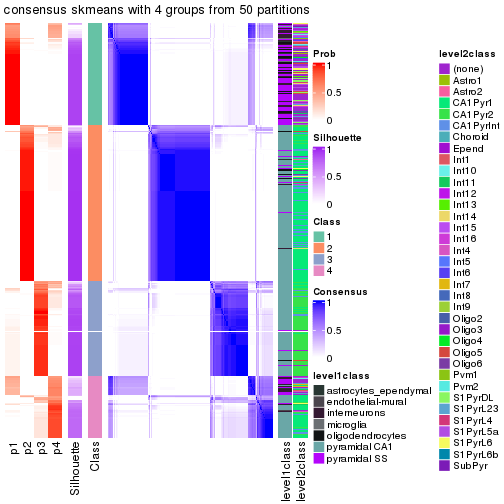 consensus skmeans with 4 groups from 50 partitions
p1
p2
p3
p4
Silhouette
Class
level1class
level2class
Prob
1
0.5
0
Silhouette
1
0.5
0
Class
1
2
3
4
Consensus
1
0.5
0
level1class
astrocytes_ependymal
endothelial-mural
interneurons
microglia
oligodendrocytes
pyramidal CA1
pyramidal SS
level2class
(none)
Astro1
Astro2
CA1Pyr1
CA1Pyr2
CA1PyrInt
Choroid
Epend
Int1
Int10
Int11
Int12
Int13
Int14
Int15
Int16
Int4
Int5
Int6
Int7
Int8
Int9
Oligo2
Oligo3
Oligo4
Oligo5
Oligo6
Pvm1
Pvm2
S1PyrDL
S1PyrL23
S1PyrL4
S1PyrL5a
S1PyrL6
S1PyrL6b
SubPyr